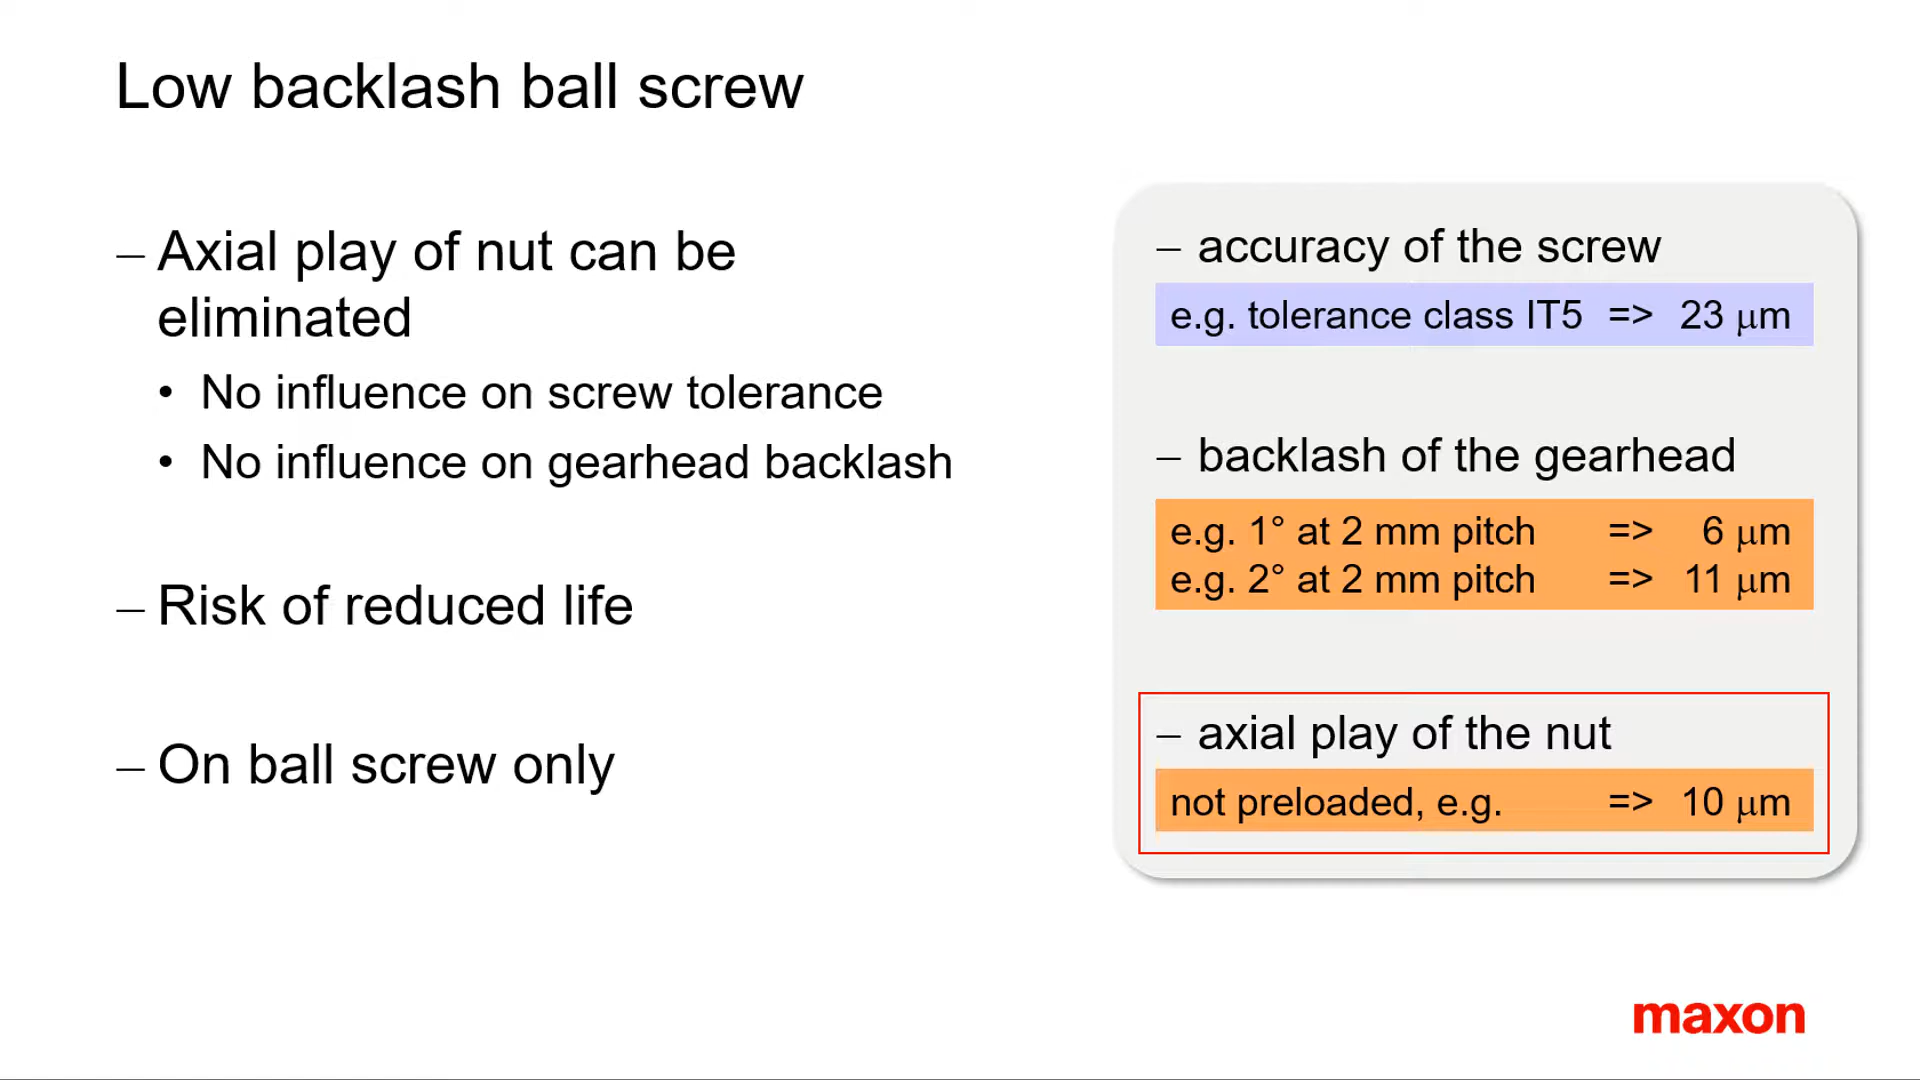 Low backlash ball screw
– Axial play of nut can be
eliminated
• No influence on screw tolerance
• No influence on gearhead backlash
– Risk of reduced life
– On ball screw only
– accuracy of the screw
e.g. tolerance class IT5 => 23 μm
– backlash of the gearhead
e.g. 1° at 2 mm pitch => 6 μm
e.g. 2° at 2 mm pitch => 11 μm
– axial play of the nut
not preloaded, e.g. => 10 μm
maxon